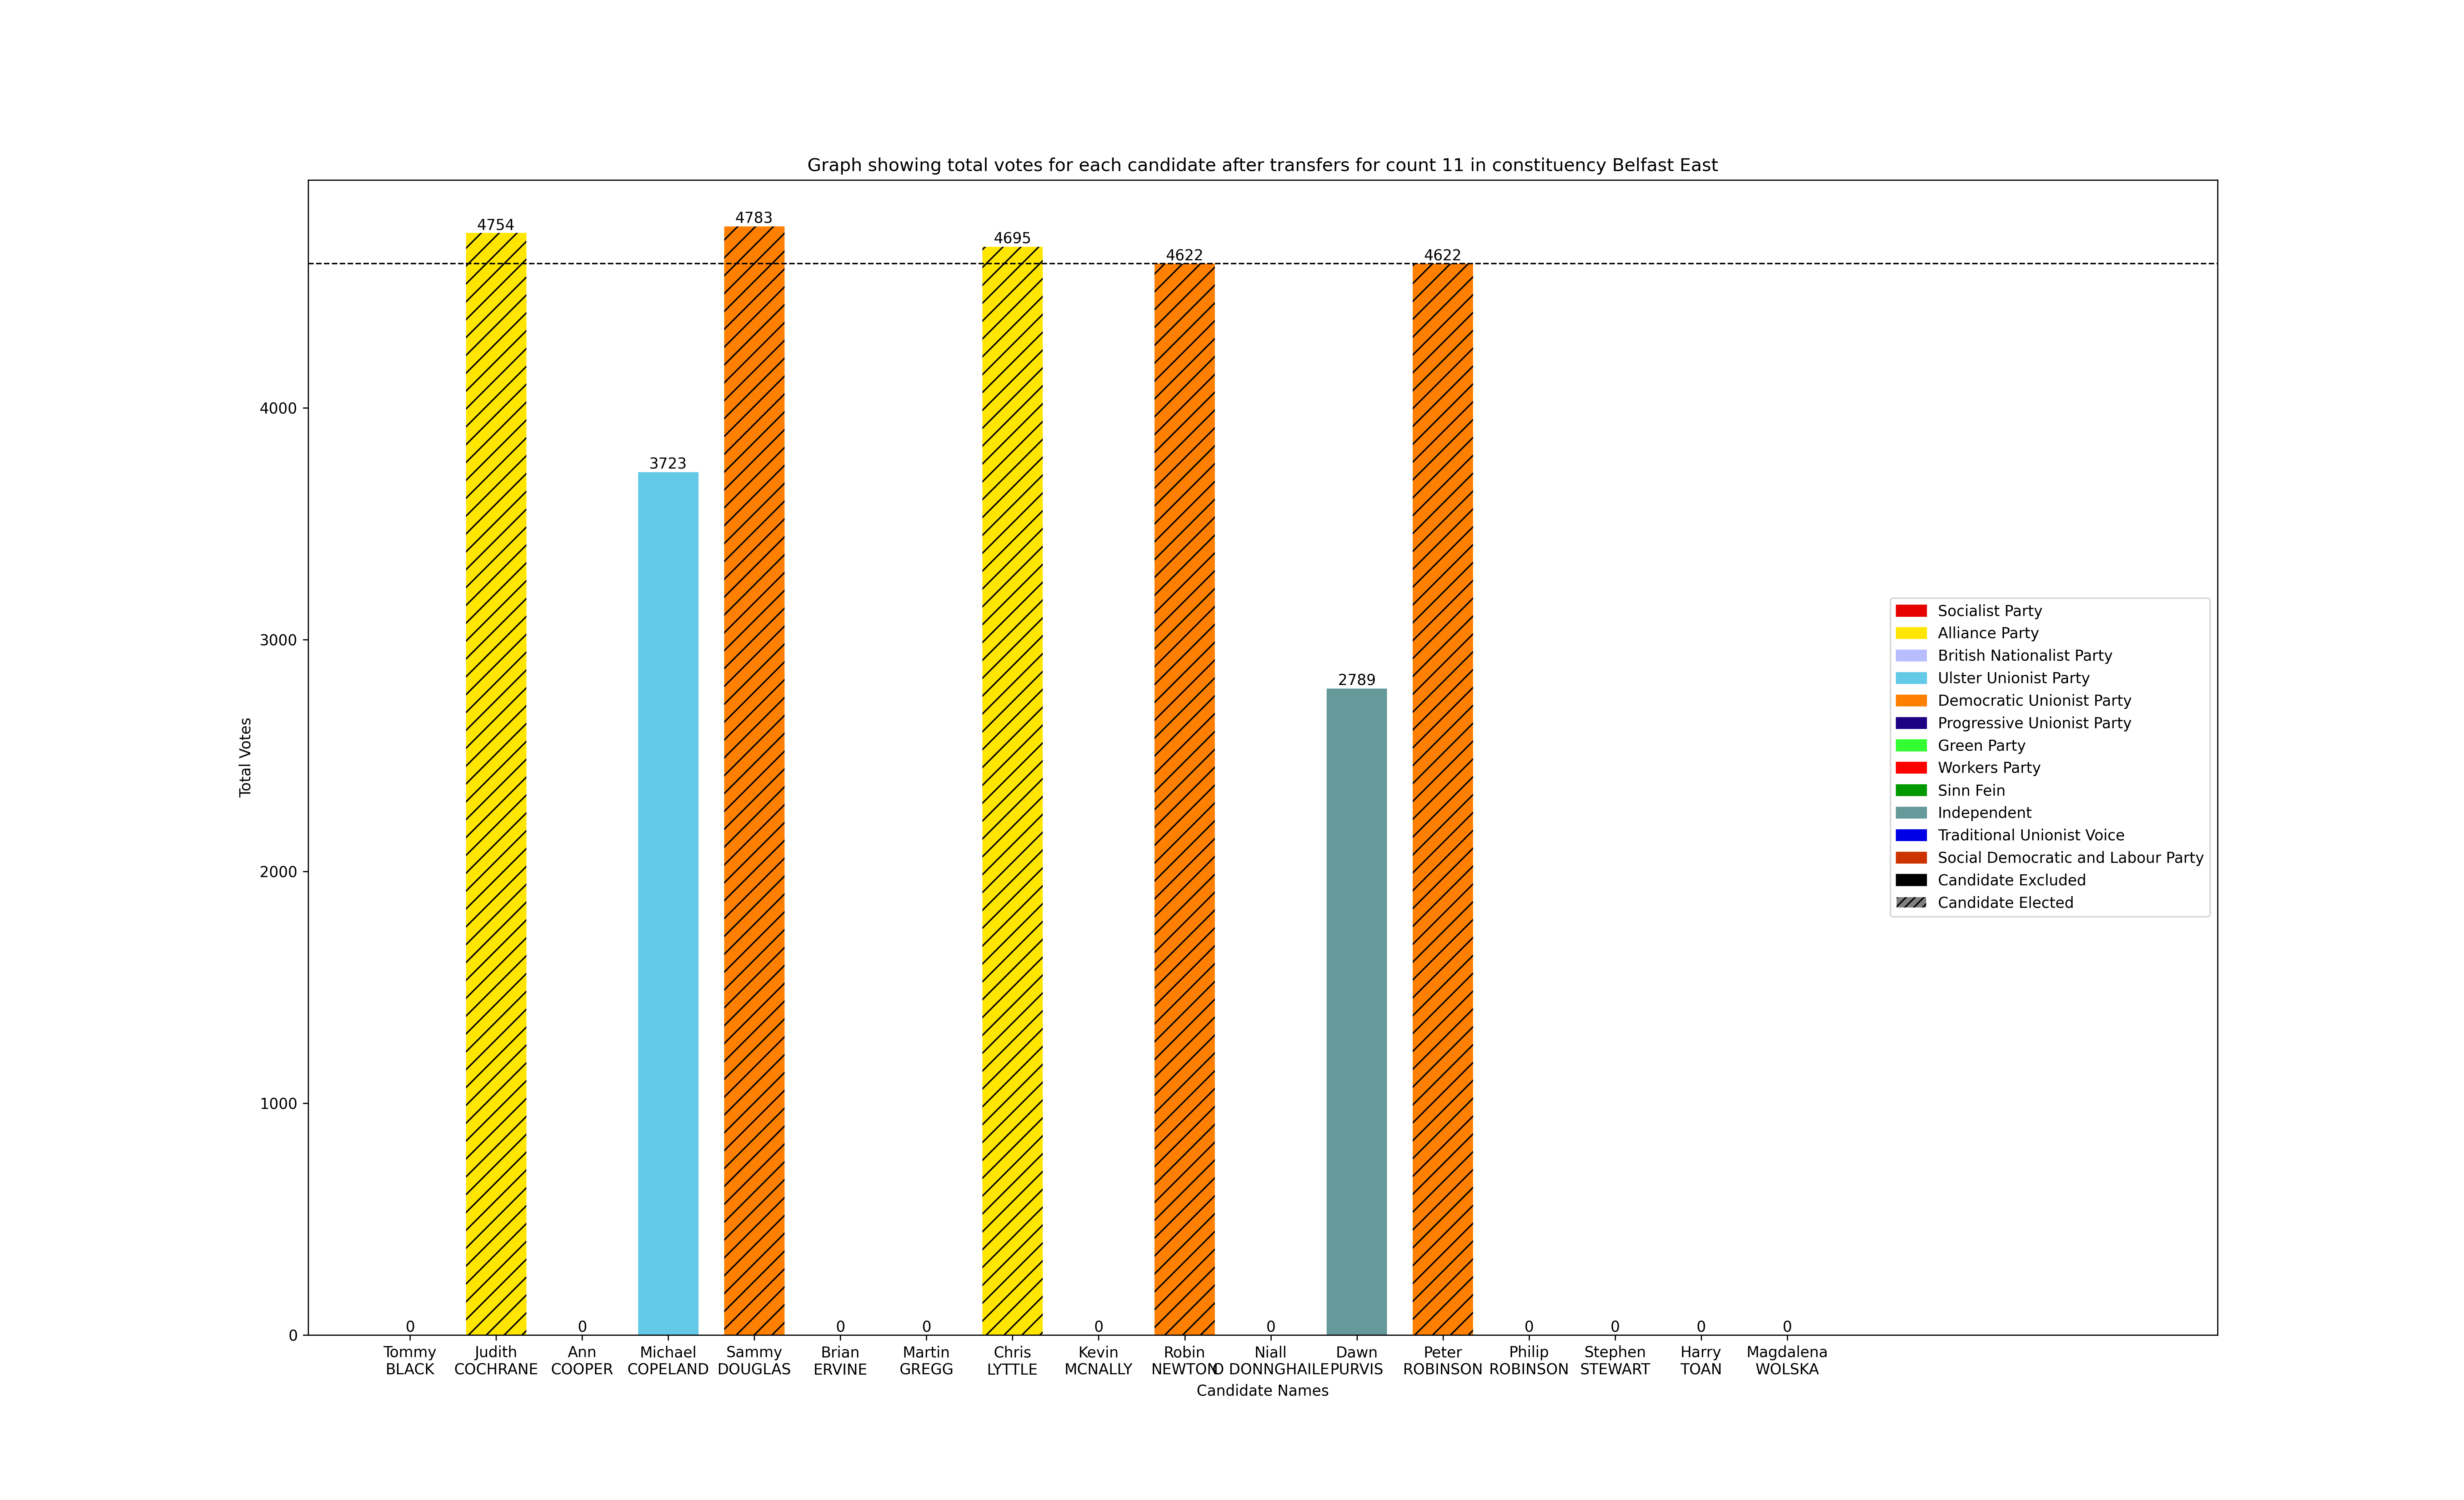 Graph showing total votes for each candidate after transfers for count 11 in constituency Belfast East
4754
4783
4695
4622
4622
3723
2789
0
0
0
0
0
0
0
0
0
0
4000
3000
2000
1000
0
Total Votes
Tommy
BLACK
Judith
COCHRANE
Ann
COOPER
Michael
COPELAND
Sammy
DOUGLAS
Brian
ERVINE
Martin
GREGG
Chris
LYTTLE
Kevin
MCNALLY
Robin
NEWTON
Niall
O DONNGHAILE
Dawn
PURVIS
Peter
ROBINSON
Philip
ROBINSON
Stephen
STEWART
Harry
TOAN
Magdalena
WOLSKA
Candidate Names
Socialist Party
Alliance Party
British Nationalist Party
Ulster Unionist Party
Democratic Unionist Party
Progressive Unionist Party
Green Party
Workers Party
Sinn Fein
Independent
Traditional Unionist Voice
Social Democratic and Labour Party
Candidate Excluded
Candidate Elected